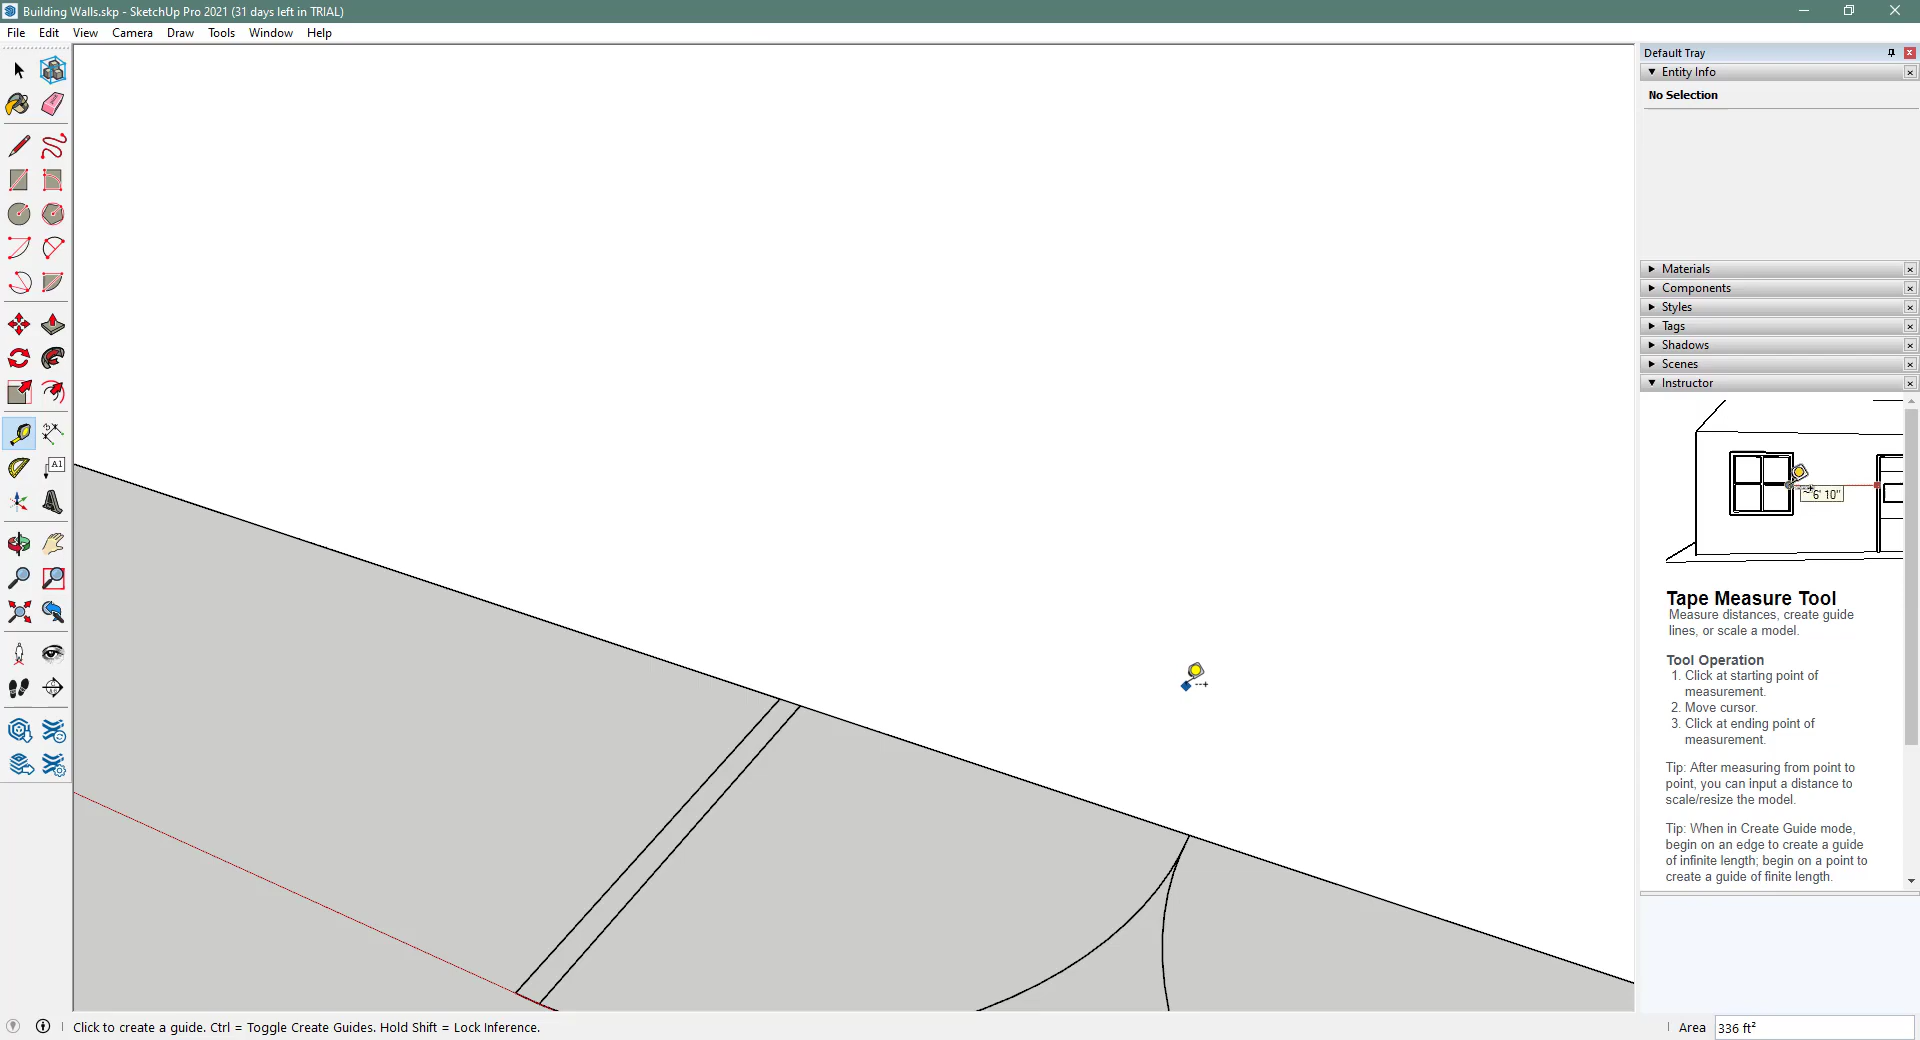 Building Walls.skp - SketchUp Pro 2021 (31 days left in TRIAL)
File Edit View Camera Draw Tools Window Help
Default Tray
Entity Info
No Selection
Materials
Components
Styles
Tags
Shadows
Scenes
Instructor
~ 6' 10"
Tape Measure Tool
Measure distances, create guide
lines, or scale a model.
Tool Operation
1. Click at starting point of
measurement.
2. Move cursor.
3. Click at ending point of
measurement.
Tip: After measuring from point to
point, you can input a distance to
scale/resize the model.
Tip: When in Create Guide mode,
begin on an edge to create a guide
of infinite length; begin on a point to
create a guide of finite length.
A1
Click to create a guide. Ctrl = Toggle Create Guides. Hold Shift = Lock Inference.
Area 336 ft²